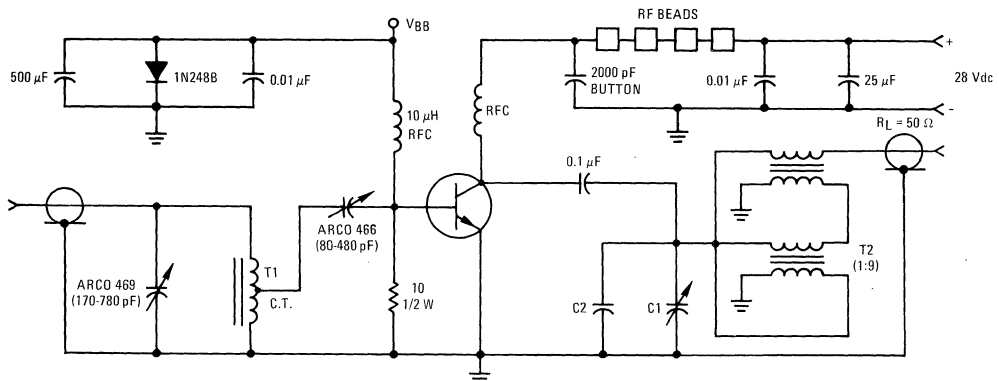 RF BEADS
VBB
+
500 µF
1N248B
0.01 µF
2000 pF
BUTTON
0.01 µF
25 µF
28 Vdc
10 µH
RFC
RFC
-
RL = 50 Ω
0.1 µF
ARCO 466
(80-480 pF)
ARCO 469
(170-780 pF)
T1
C.T.
10
1/2 W
C2
C1
T2
(1:9)